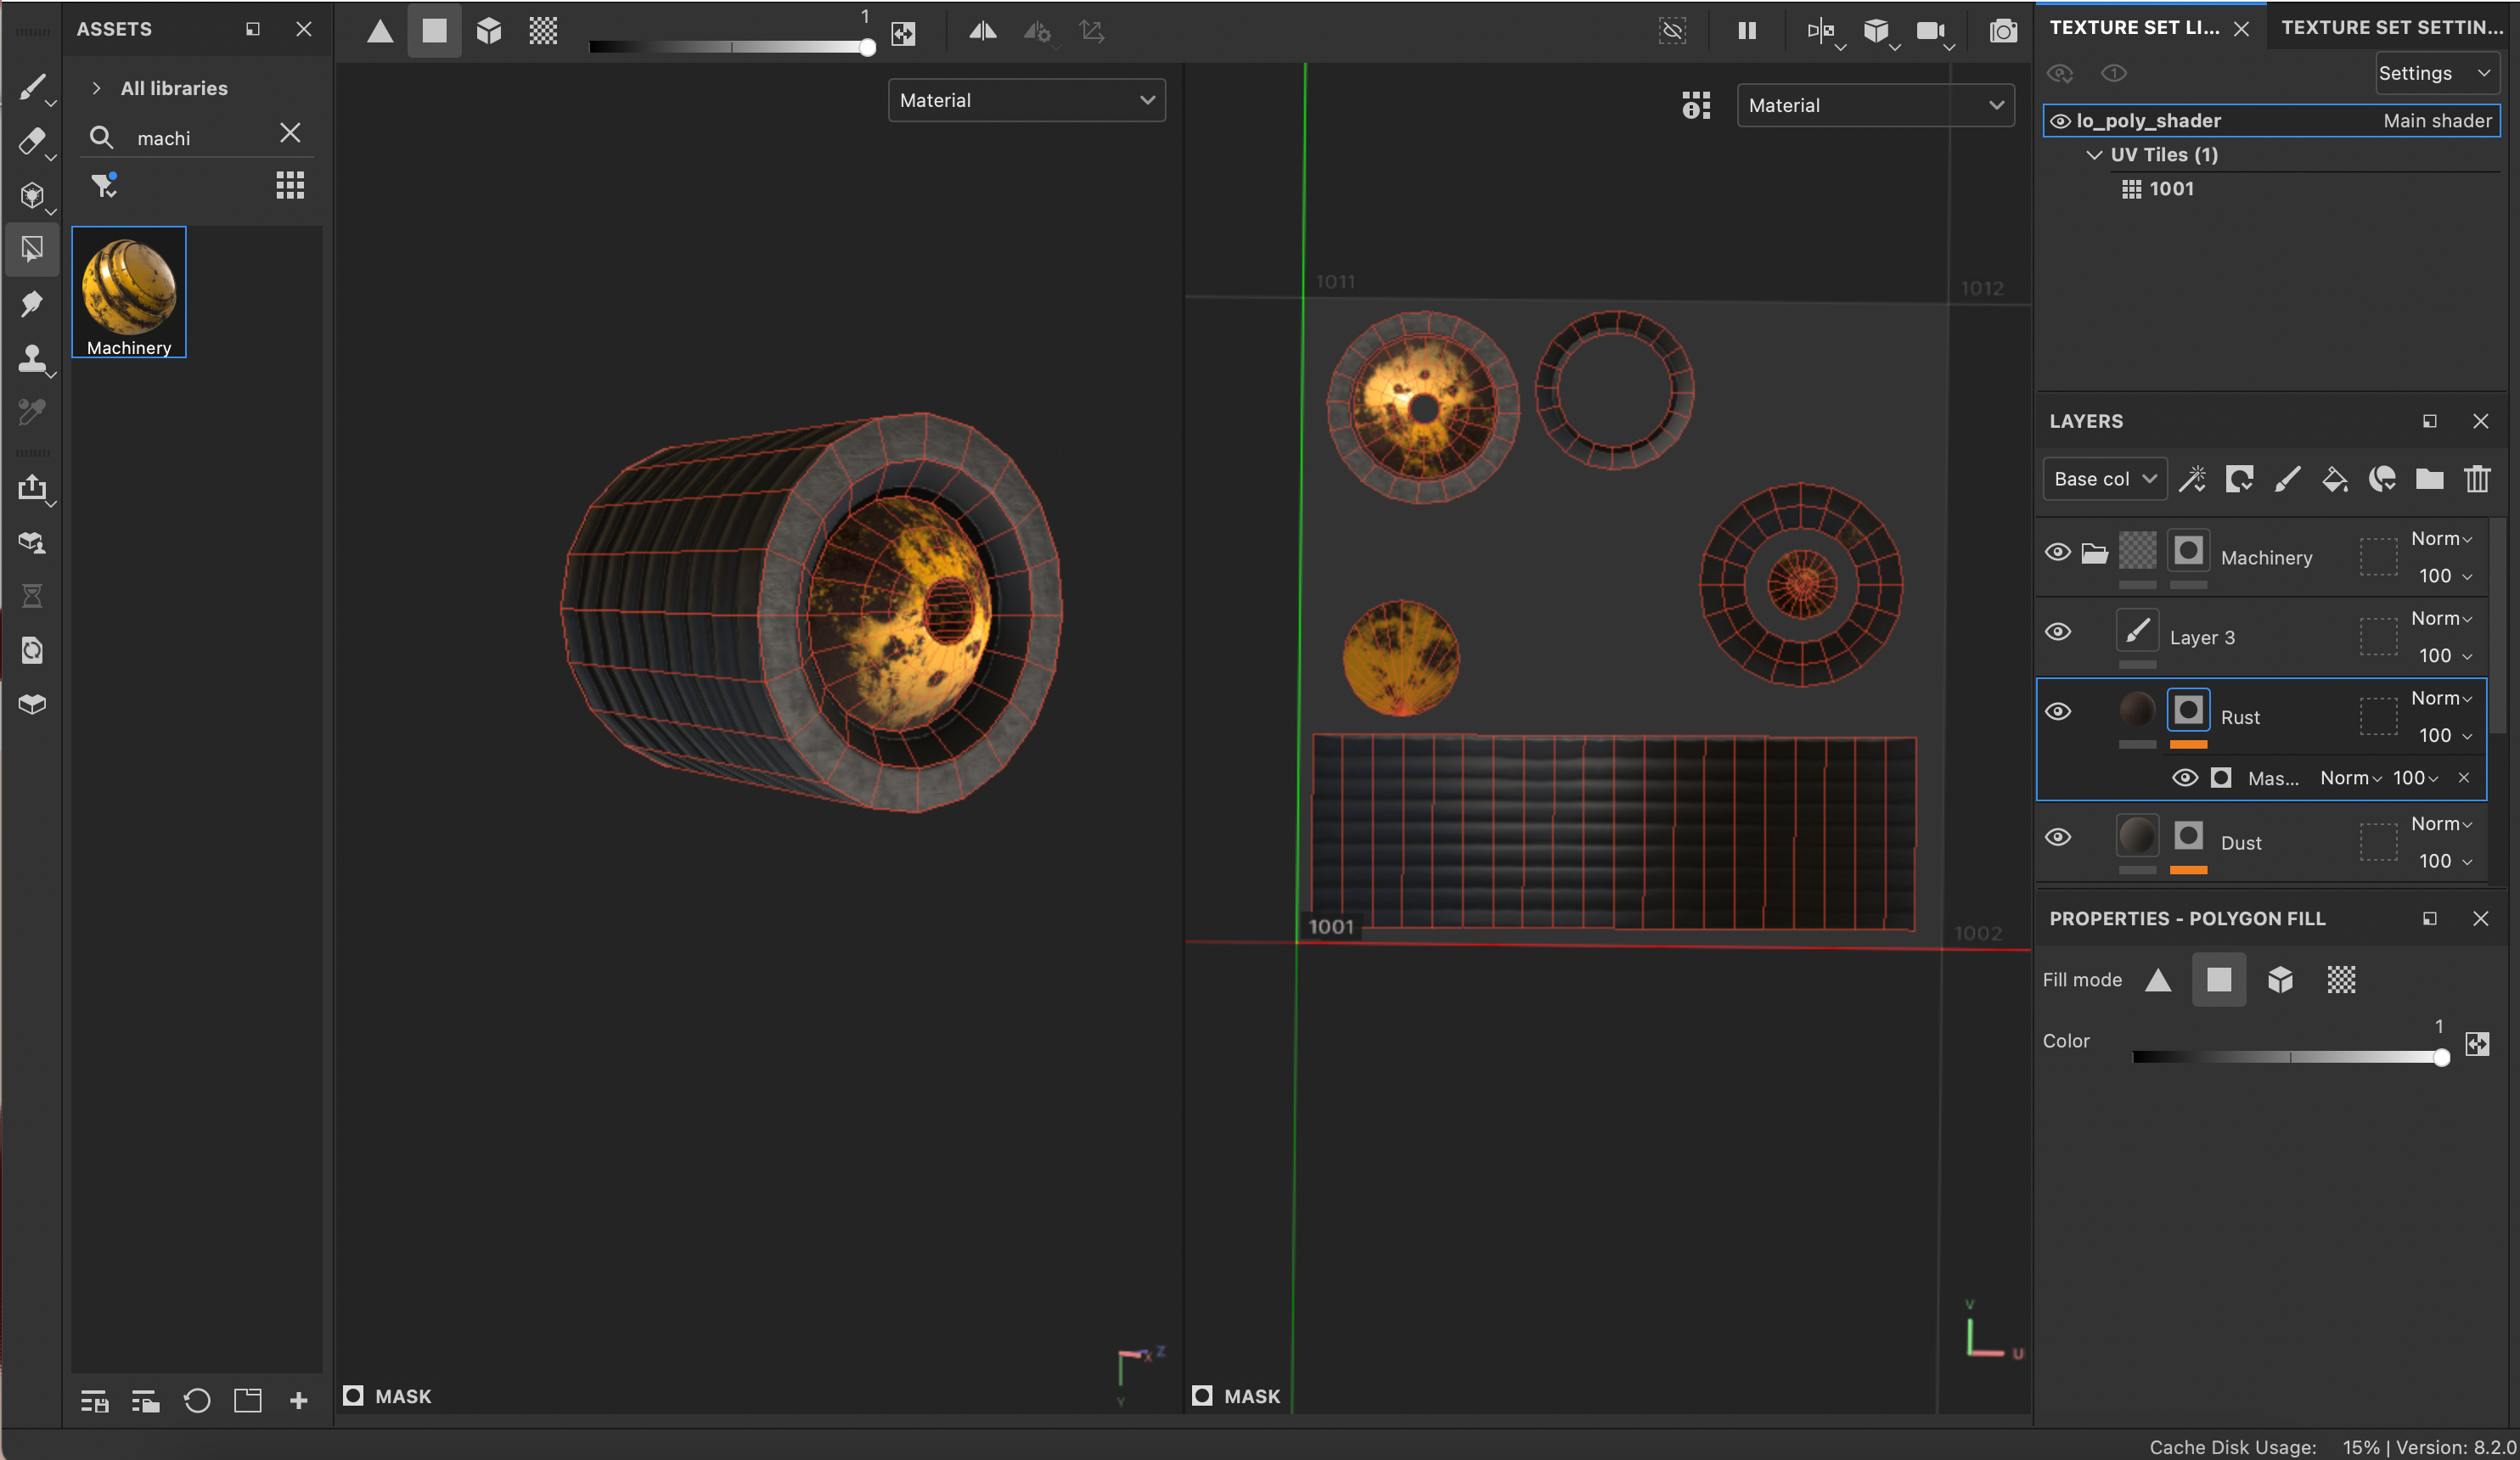 ASSETS
All libraries
machi
Machinery
1
Material
MASK
X
Z
Y
Material
1011
1012
1001
1002
V
U
MASK
TEXTURE SET LI...
TEXTURE SET SETTIN...
1
Settings
lo_poly_shader
Main shader
UV Tiles (1)
1001
LAYERS
Base col
Machinery
Norm
100
Layer 3
Norm
100
Rust
Norm
100
Mas...
Norm
100
Dust
Norm
100
PROPERTIES - POLYGON FILL
Fill mode
Color
1
Cache Disk Usage: 15% | Version: 8.2.0